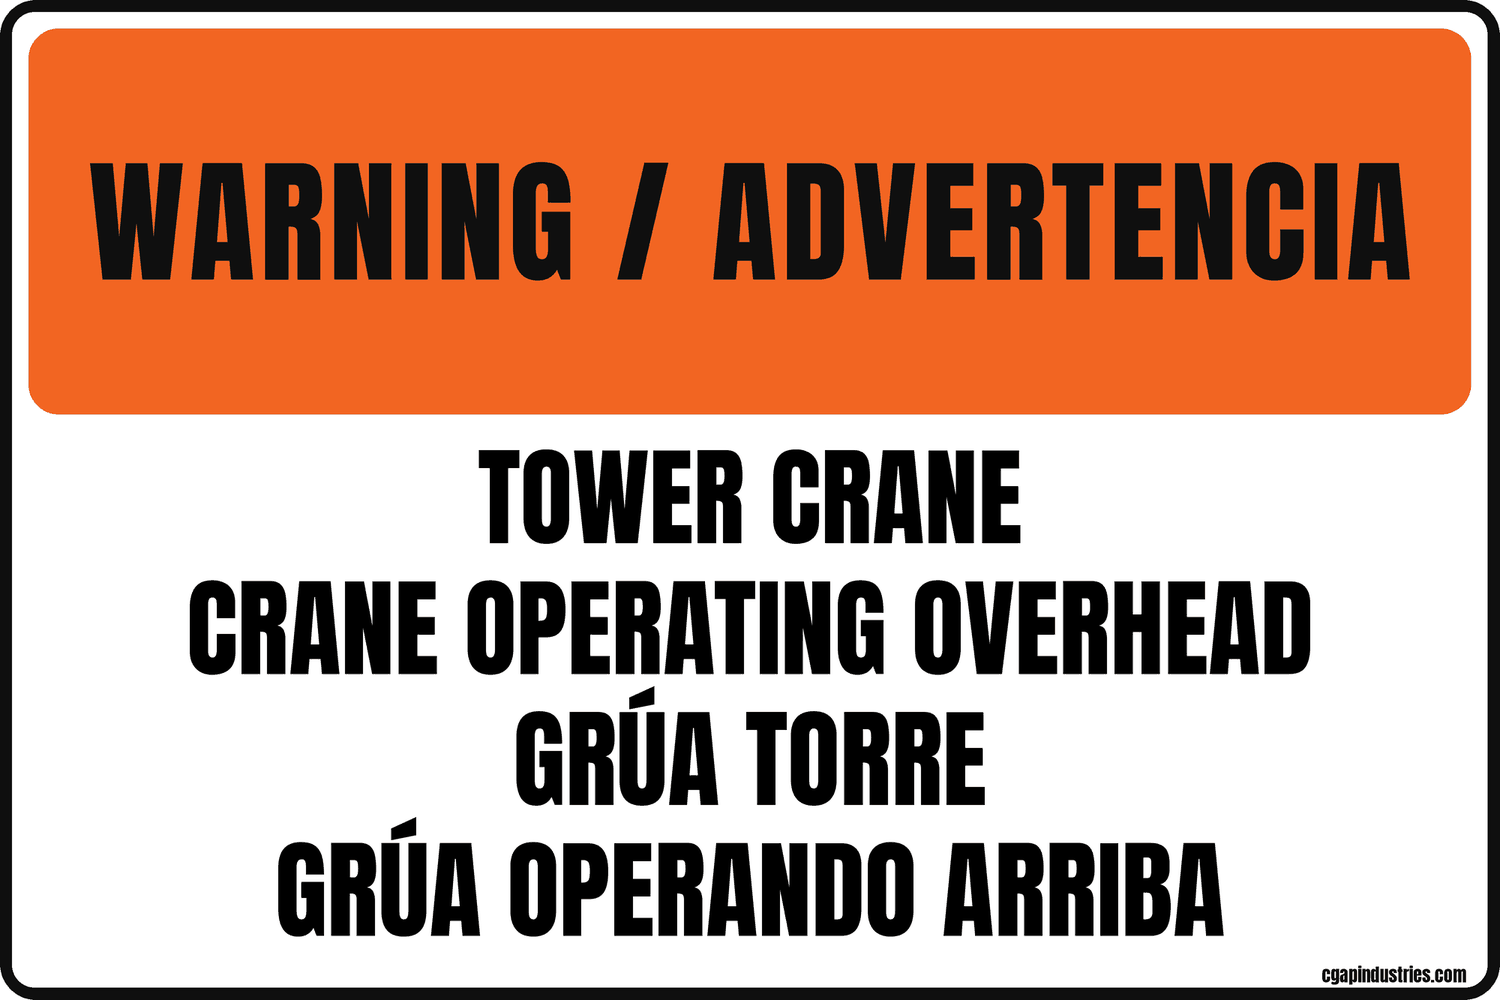 WARNING / ADVERTENCIA
TOWER CRANE
CRANE OPERATING OVERHEAD
GRÚA TORRE
GRÚA OPERANDO ARRIBA
cgapindustries.com